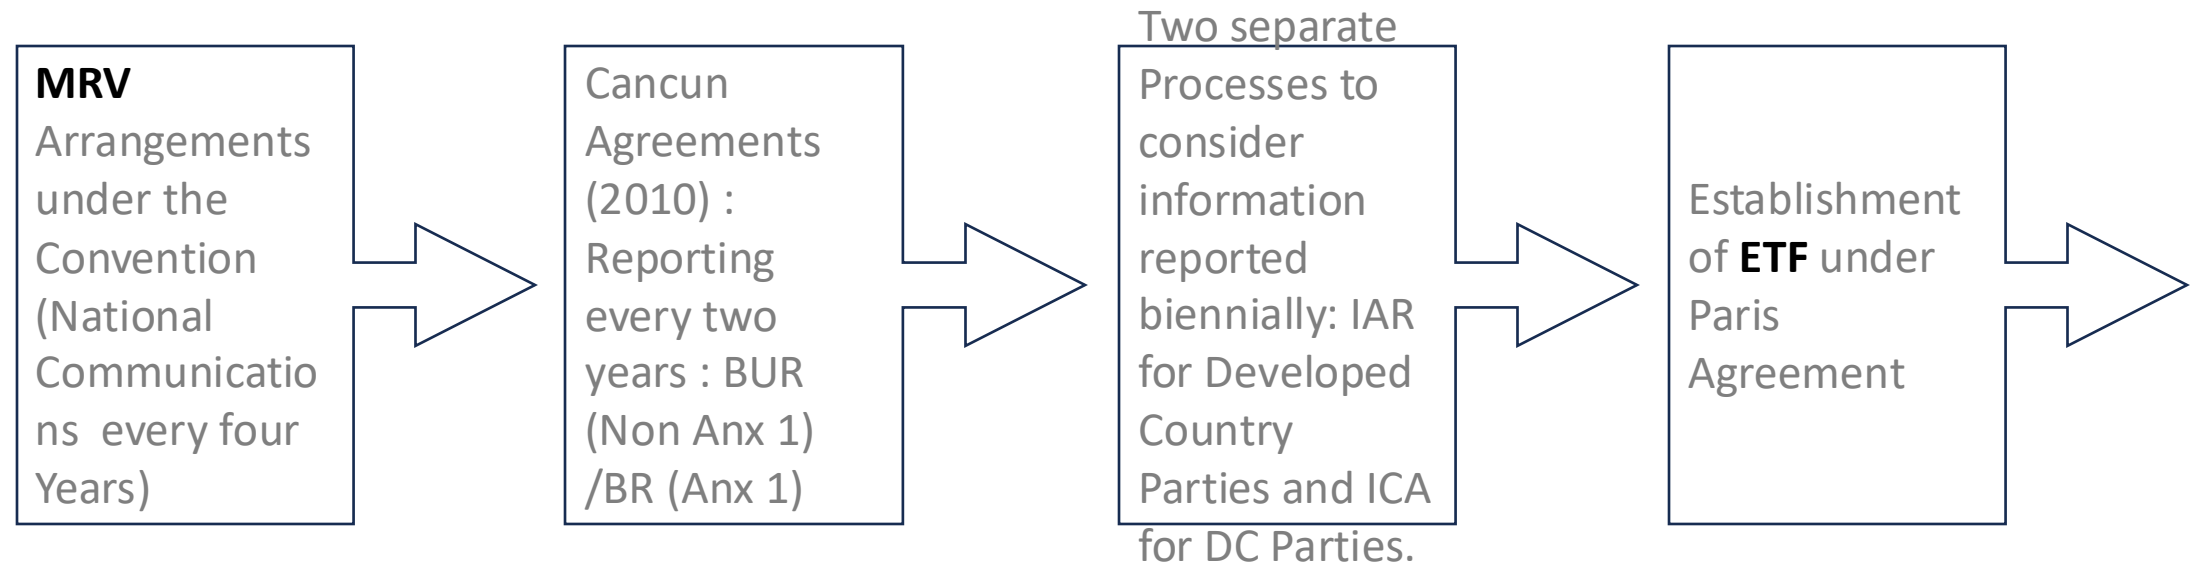 MRV
Arrangements
under the
Convention
(National
Communicatio
ns every four
Years)
Cancun
Agreements
(2010) :
Reporting
every two
years : BUR
(Non Anx 1)
/BR (Anx 1)
Two separate
Processes to
consider
information
reported
biennially: IAR
for Developed
Country
Parties and ICA
for DC Parties.
Establishment
of ETF under
Paris
Agreement